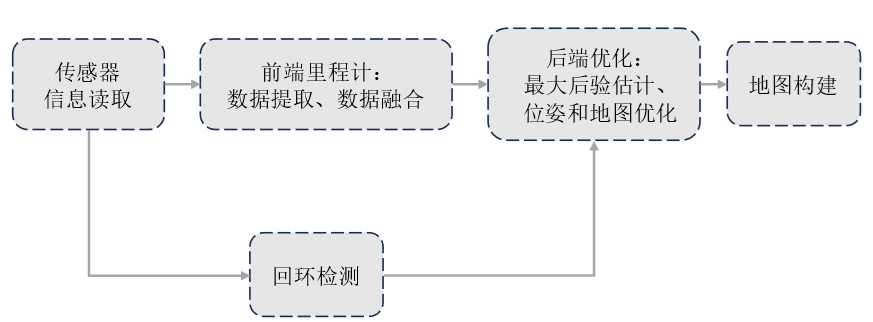 传感器
信息读取
前端里程计：
数据提取、数据融合
后端优化：
最大后验估计、
位姿和地图优化
地图构建
回环检测